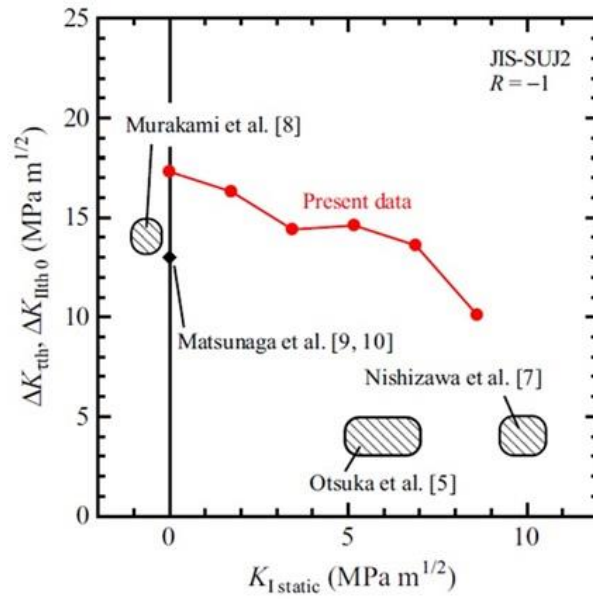 25
20
15
10
5
0
0
5
10
ΔKτth, ΔKIIth 0 (MPa m1/2)
KI static (MPa m1/2)
JIS-SUJ2
R = −1
Murakami et al. [8]
Present data
Matsunaga et al. [9, 10]
Nishizawa et al. [7]
Otsuka et al. [5]